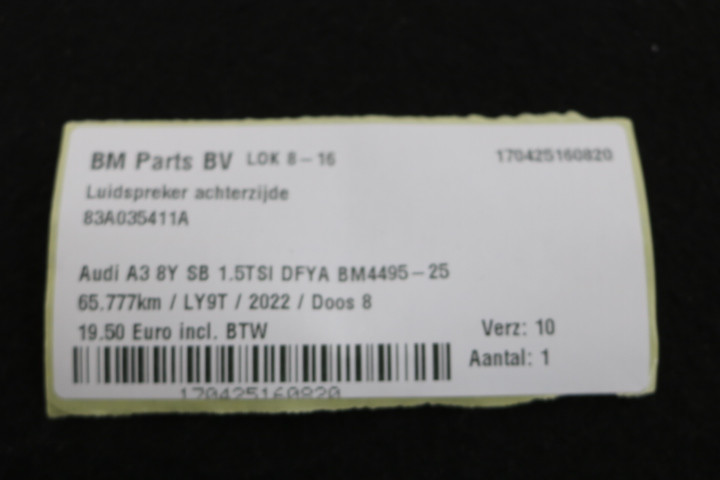 BM Parts BV LOK 8-16 170425160820
Luidspreker achterzijde
83A035411A
Audi A3 8Y SB 1.5TSI DFYA BM4495-25
65.777km / LY9T / 2022 / Doos 8
19.50 Euro incl. BTW Verz: 10
Aantal: 1
170425160820